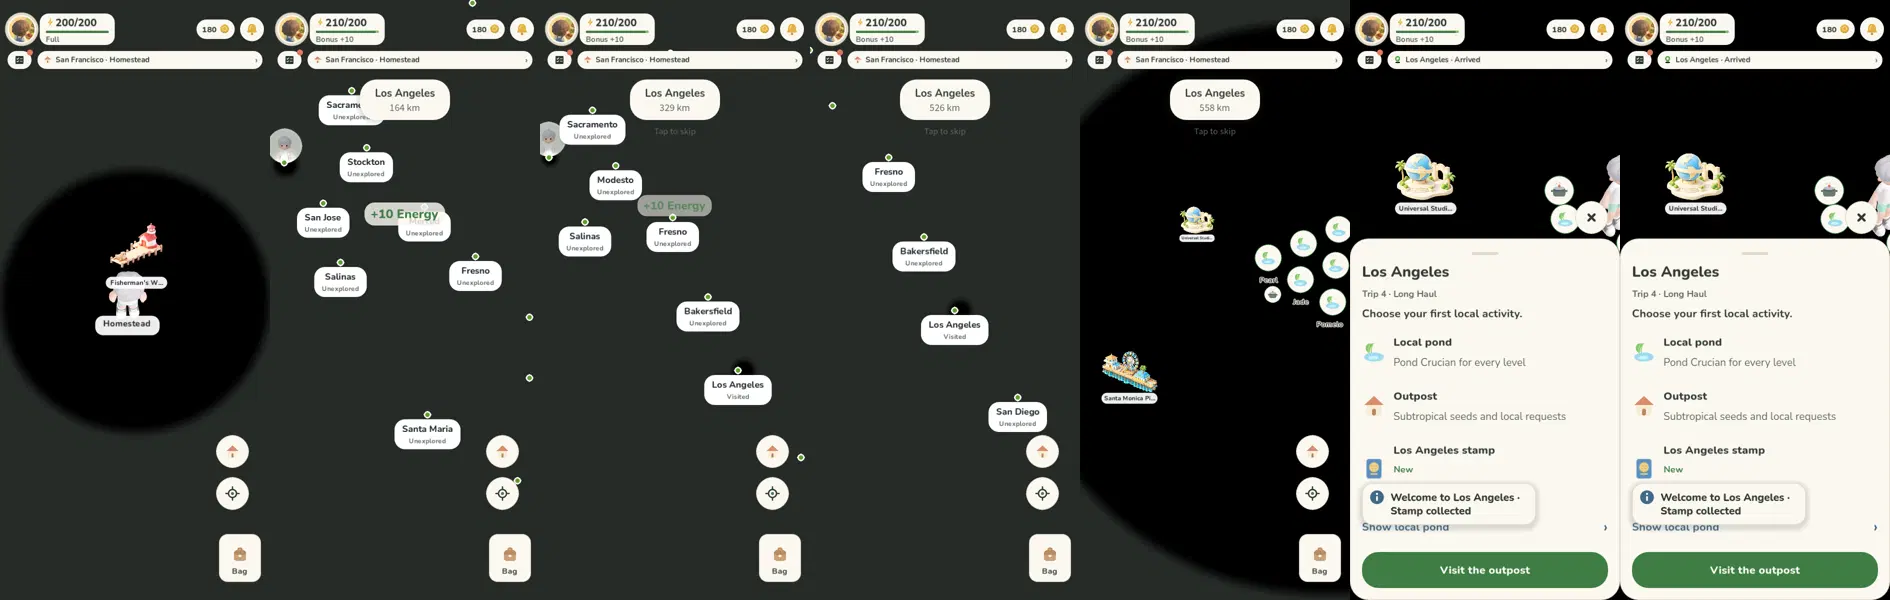 200/200
Full
180
San Francisco · Homestead
Los Angeles
164 km
Fisherman's W...
Homestead
Bag
210/200
Bonus +10
180
San Francisco · Homestead
Sacrame
Unexplored
Stockton
Unexplored
San Jose
Unexplored
+10 Energy
Merced
Unexplored
Salinas
Unexplored
Fresno
Unexplored
Santa Maria
Unexplored
Bag
210/200
Bonus +10
180
San Francisco · Homestead
Los Angeles
329 km
Tap to skip
Sacramento
Unexplored
Modesto
Unexplored
+10 Energy
Salinas
Unexplored
Fresno
Unexplored
Bakersfield
Unexplored
Los Angeles
Visited
Bag
210/200
Bonus +10
180
San Francisco · Homestead
Los Angeles
526 km
Tap to skip
Fresno
Unexplored
Bakersfield
Unexplored
Los Angeles
Visited
San Diego
Unexplored
Bag
210/200
Bonus +10
180
San Francisco · Homestead
Los Angeles
558 km
Tap to skip
Universal Studi...
Pearl
Jade
Pomelo
Santa Monica Pi...
Bag
210/200
Bonus +10
180
Los Angeles · Arrived
Universal Studi...
Los Angeles
Trip 4 · Long Haul
Choose your first local activity.
Local pond
Pond Crucian for every level
Outpost
Subtropical seeds and local requests
Los Angeles stamp
New
Welcome to Los Angeles ·
Stamp collected
Show local pond
Visit the outpost
210/200
Bonus +10
180
Los Angeles · Arrived
Universal Studi...
Los Angeles
Trip 4 · Long Haul
Choose your first local activity.
Local pond
Pond Crucian for every level
Outpost
Subtropical seeds and local requests
Los Angeles stamp
New
Welcome to Los Angeles ·
Stamp collected
Show local pond
Visit the outpost